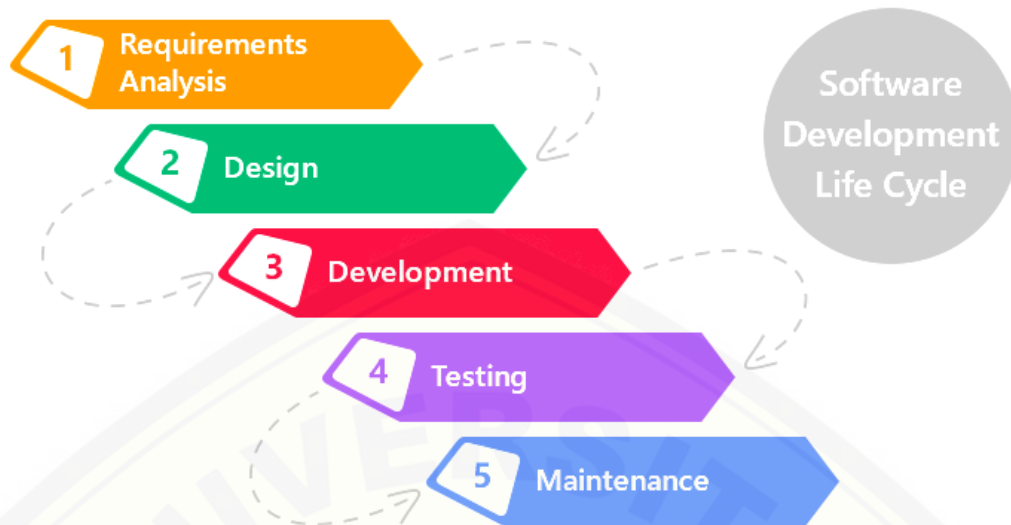 1
Requirements
Analysis
Software
Development
Life Cycle
2
Design
3
Development
4
Testing
5
Maintenance